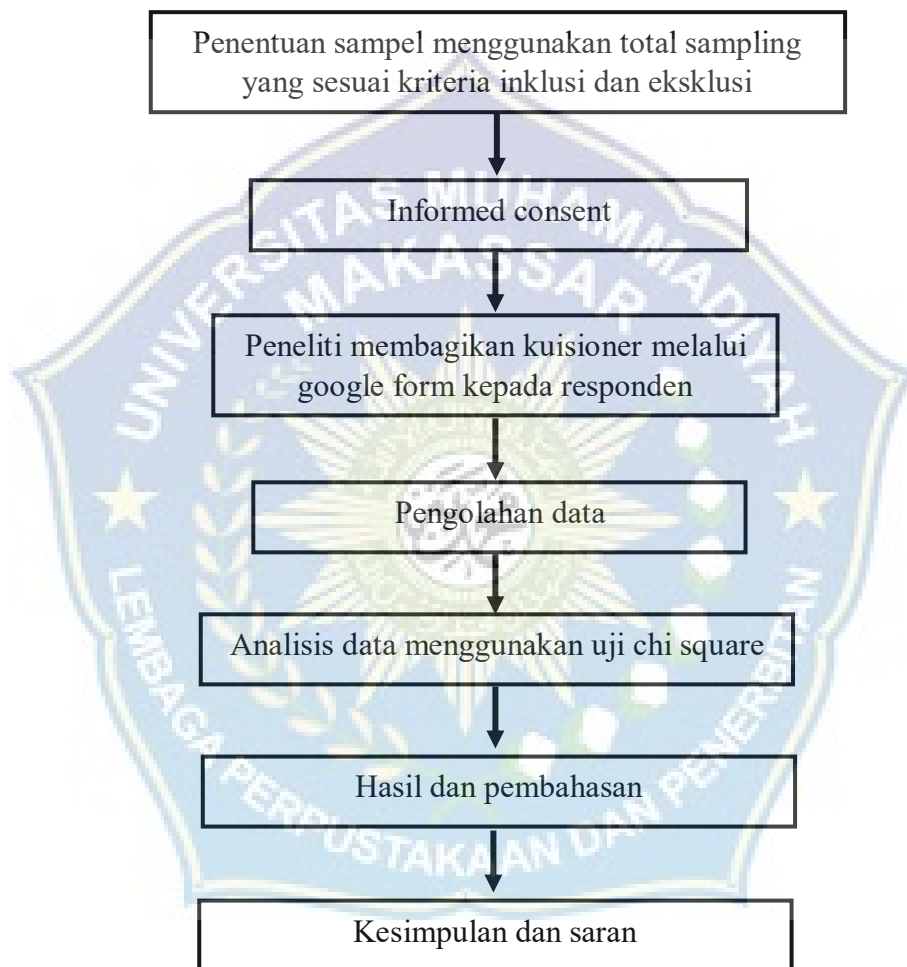 Penentuan sampel menggunakan total sampling
yang sesuai kriteria inklusi dan eksklusi
Informed consent
UNIVERSITAS MUHAMMADIYAH
MAKASSAR
Peneliti membagikan kuisioner melalui
google form kepada responden
Pengolahan data
Analisis data menggunakan uji chi square
Hasil dan pembahasan
LEMBAGA PERPUSTAKAAN DAN PENERBITAN
Kesimpulan dan saran